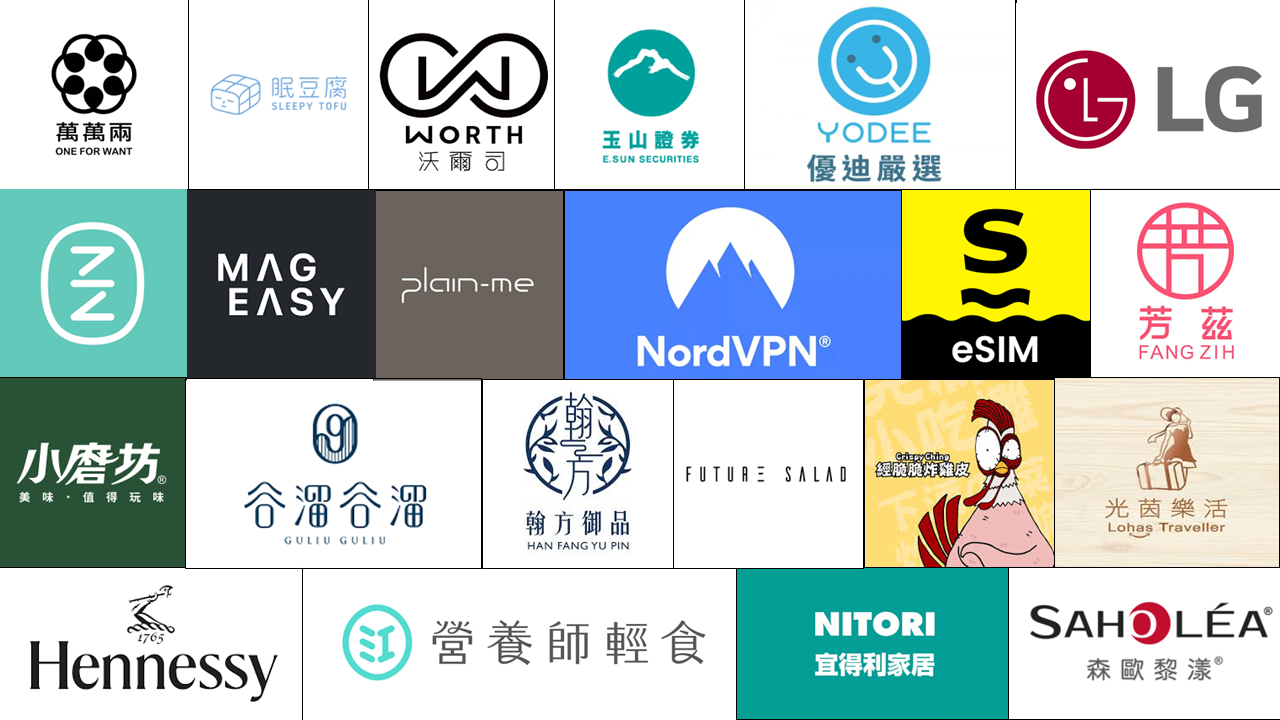 萬萬兩
ONE FOR WANT
眠豆腐
SLEEPY TOFU
WORTH
沃爾司
玉山證券
E.SUN SECURITIES
YODEE
優迪嚴選
LG
MAG
EASY
plain-me
NordVPN®
S
eSIM
芳茲
FANG ZIH
小磨坊®
美味·值得玩味
9
谷溜谷溜
GULIU GULIU
翰方
翰方御品
HAN FANG YU PIN
FUTURE SALAD
小吃攤
Crispy Ching
經脆脆炸雞皮
光茵樂活
Lohas Traveller
1765
Hennessy
營養師輕食
NITORI
宜得利家居
SAHOLÉA®
森歐黎漾®